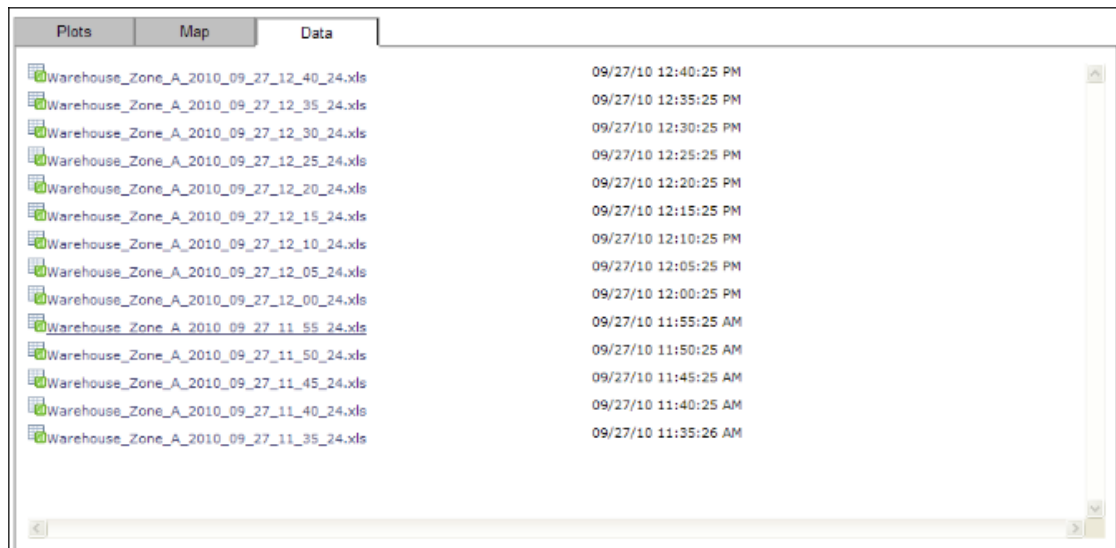 Plots Map Data
Warehouse_Zone_A_2010_09_27_12_40_24.xls 09/27/10 12:40:25 PM
Warehouse_Zone_A_2010_09_27_12_35_24.xls 09/27/10 12:35:25 PM
Warehouse_Zone_A_2010_09_27_12_30_24.xls 09/27/10 12:30:25 PM
Warehouse_Zone_A_2010_09_27_12_25_24.xls 09/27/10 12:25:25 PM
Warehouse_Zone_A_2010_09_27_12_20_24.xls 09/27/10 12:20:25 PM
Warehouse_Zone_A_2010_09_27_12_15_24.xls 09/27/10 12:15:25 PM
Warehouse_Zone_A_2010_09_27_12_10_24.xls 09/27/10 12:10:25 PM
Warehouse_Zone_A_2010_09_27_12_05_24.xls 09/27/10 12:05:25 PM
Warehouse_Zone_A_2010_09_27_12_00_24.xls 09/27/10 12:00:25 PM
Warehouse_Zone_A_2010_09_27_11_55_24.xls 09/27/10 11:55:25 AM
Warehouse_Zone_A_2010_09_27_11_50_24.xls 09/27/10 11:50:25 AM
Warehouse_Zone_A_2010_09_27_11_45_24.xls 09/27/10 11:45:25 AM
Warehouse_Zone_A_2010_09_27_11_40_24.xls 09/27/10 11:40:25 AM
Warehouse_Zone_A_2010_09_27_11_35_24.xls 09/27/10 11:35:26 AM